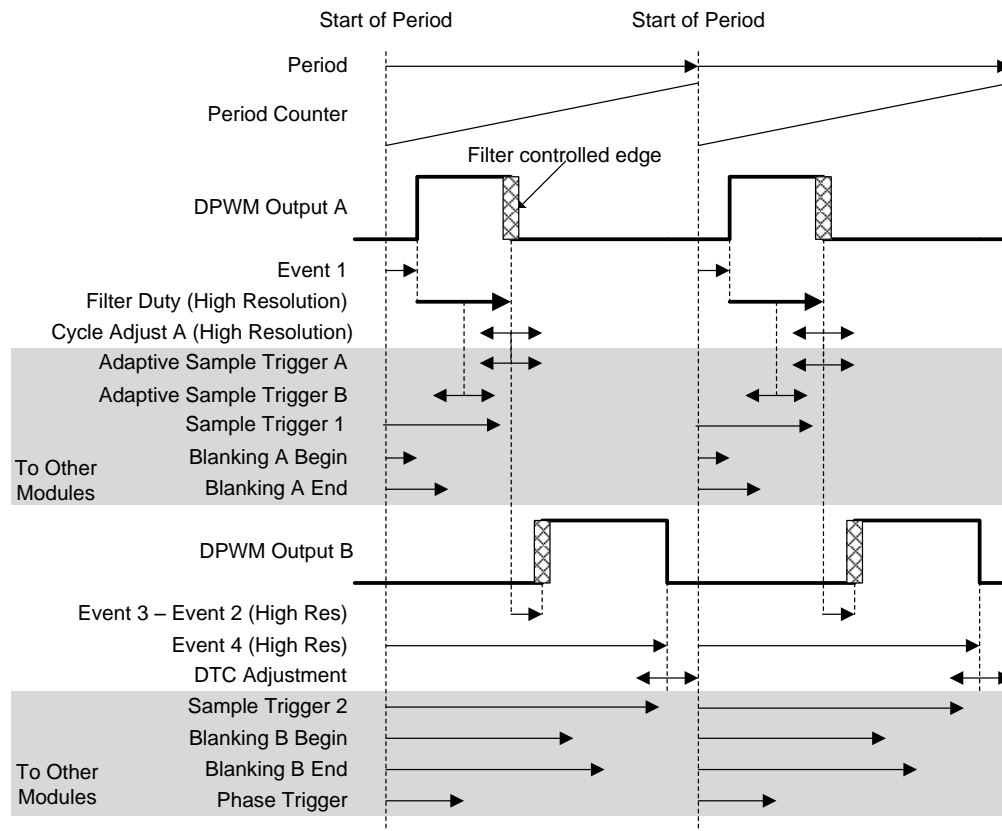 Start of Period
Start of Period
Period
Period Counter
Filter controlled edge
DPWM Output A
Event 1
Filter Duty (High Resolution)
Cycle Adjust A (High Resolution)
Adaptive Sample Trigger A
Adaptive Sample Trigger B
Sample Trigger 1
Blanking A Begin
To Other
Modules
Blanking A End
DPWM Output B
Event 3 – Event 2 (High Res)
Event 4 (High Res)
DTC Adjustment
Sample Trigger 2
Blanking B Begin
Blanking B End
To Other
Modules
Phase Trigger